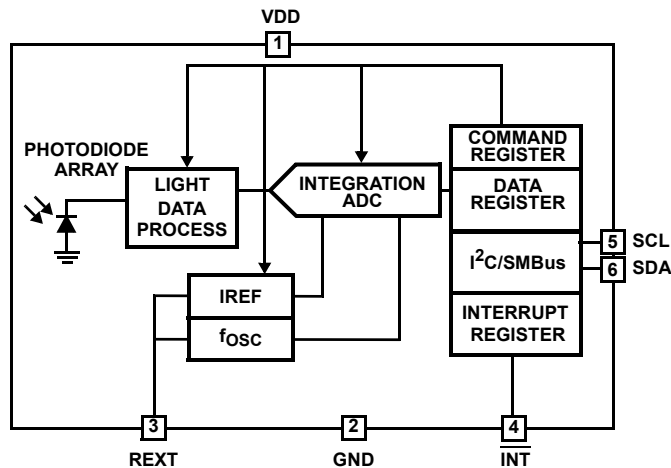 VDD
1
PHOTODIODE
ARRAY
LIGHT
DATA
PROCESS
INTEGRATION
ADC
COMMAND
REGISTER
DATA
REGISTER
I²C/SMBus
INTERRUPT
REGISTER
5 SCL
6 SDA
IREF
fOSC
3
REXT
2
GND
4
INT